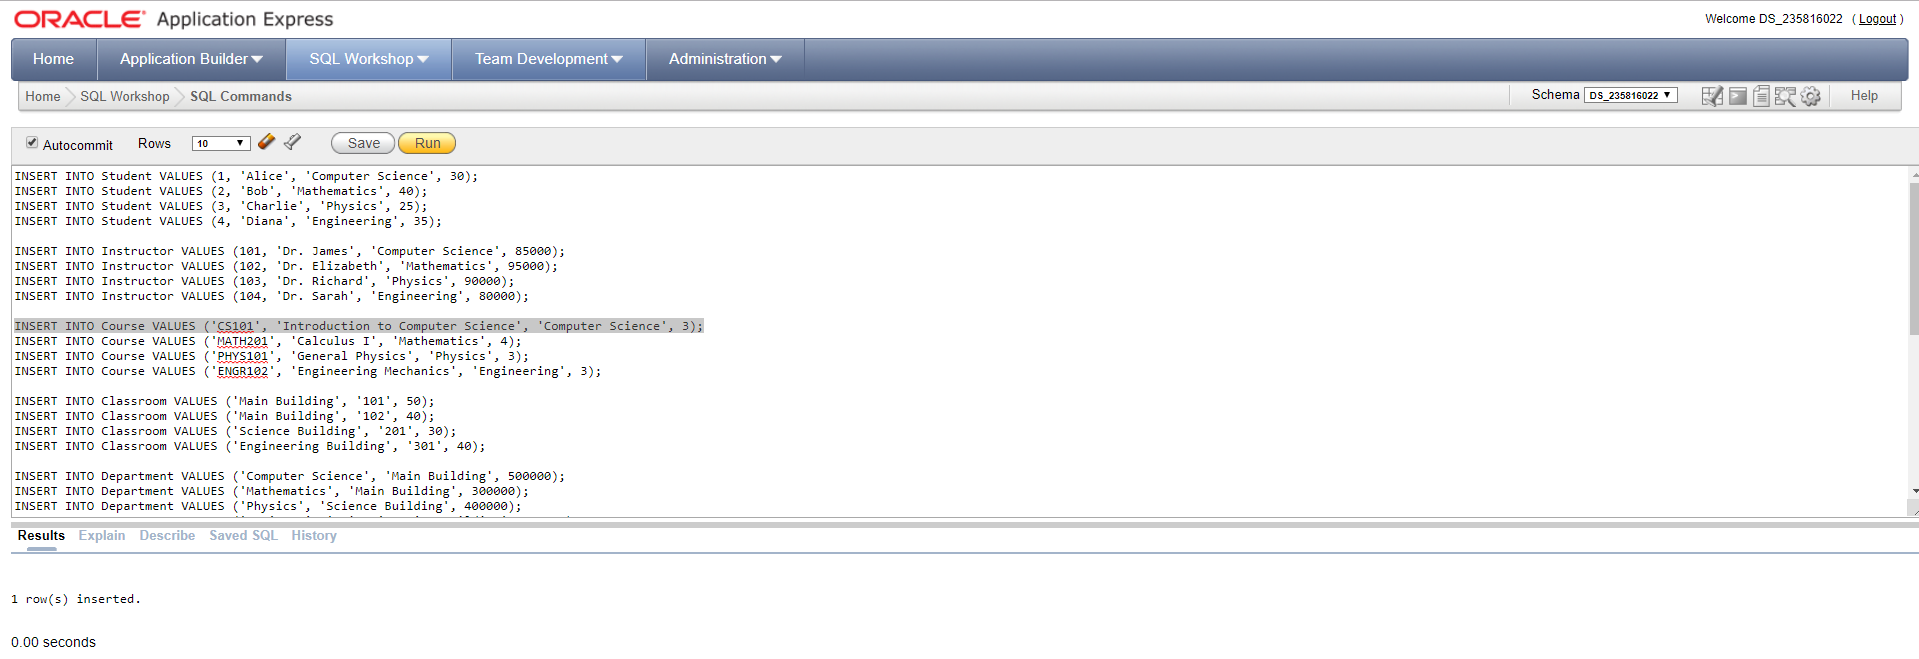 ORACLE Application Express
Welcome DS_235816022 ( Logout )
Home Application Builder SQL Workshop Team Development Administration
Home SQL Workshop SQL Commands Schema DS_235816022 Help
Autocommit Rows 10 Save Run
INSERT INTO Student VALUES (1, 'Alice', 'Computer Science', 30);
INSERT INTO Student VALUES (2, 'Bob', 'Mathematics', 40);
INSERT INTO Student VALUES (3, 'Charlie', 'Physics', 25);
INSERT INTO Student VALUES (4, 'Diana', 'Engineering', 35);
INSERT INTO Instructor VALUES (101, 'Dr. James', 'Computer Science', 85000);
INSERT INTO Instructor VALUES (102, 'Dr. Elizabeth', 'Mathematics', 95000);
INSERT INTO Instructor VALUES (103, 'Dr. Richard', 'Physics', 90000);
INSERT INTO Instructor VALUES (104, 'Dr. Sarah', 'Engineering', 80000);
INSERT INTO Course VALUES ('CS101', 'Introduction to Computer Science', 'Computer Science', 3);
INSERT INTO Course VALUES ('MATH201', 'Calculus I', 'Mathematics', 4);
INSERT INTO Course VALUES ('PHYS101', 'General Physics', 'Physics', 3);
INSERT INTO Course VALUES ('ENGR102', 'Engineering Mechanics', 'Engineering', 3);
INSERT INTO Classroom VALUES ('Main Building', '101', 50);
INSERT INTO Classroom VALUES ('Main Building', '102', 40);
INSERT INTO Classroom VALUES ('Science Building', '201', 30);
INSERT INTO Classroom VALUES ('Engineering Building', '301', 40);
INSERT INTO Department VALUES ('Computer Science', 'Main Building', 500000);
INSERT INTO Department VALUES ('Mathematics', 'Main Building', 300000);
INSERT INTO Department VALUES ('Physics', 'Science Building', 400000);
Results Explain Describe Saved SQL History
1 row(s) inserted.
0.00 seconds